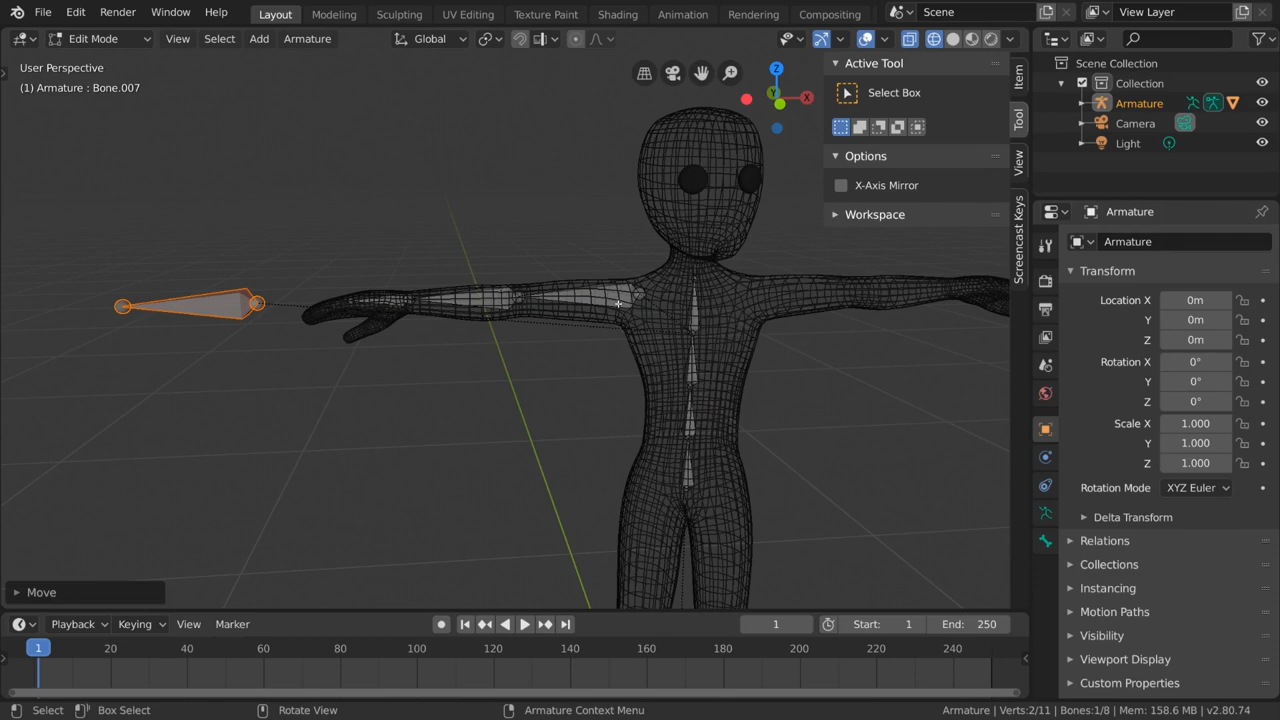 File Edit Render Window Help Layout Modeling Sculpting UV Editing Texture Paint Shading Animation Rendering Compositing Scene View Layer
Edit Mode View Select Add Armature Global
User Perspective
(1) Armature : Bone.007
Z
Y
X
Active Tool
Select Box
Options
X-Axis Mirror
Workspace
Item
Tool
View
Screencast Keys
Scene Collection
Collection
Armature
Camera
Light
Armature
Armature
Transform
Location X 0m
Y 0m
Z 0m
Rotation X 0°
Y 0°
Z 0°
Scale X 1.000
Y 1.000
Z 1.000
Rotation Mode XYZ Euler
Delta Transform
Relations
Collections
Instancing
Motion Paths
Visibility
Viewport Display
Custom Properties
Move
Playback Keying View Marker 1 Start: 1 End: 250
1 20 40 60 80 100 120 140 160 180 200 220 240
Select Box Select Rotate View Armature Context Menu Armature | Verts:2/11 | Bones:1/8 | Mem: 158.6 MB | v2.80.74